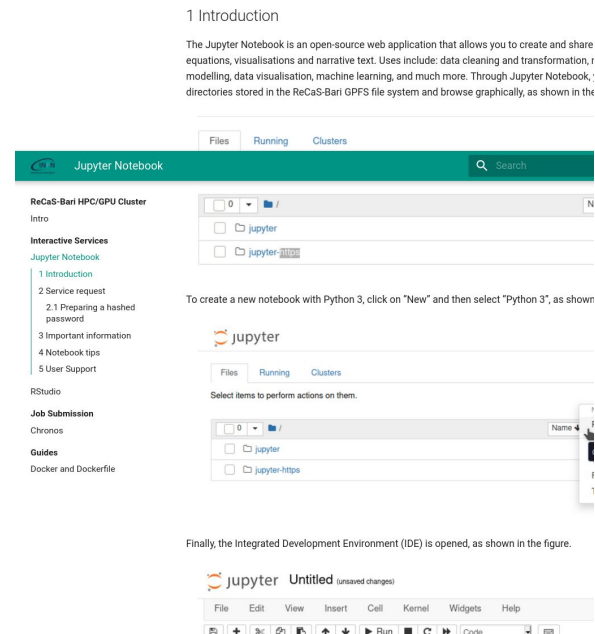 1 Introduction
The Jupyter Notebook is an open-source web application that allows you to create and share
equations, visualisations and narrative text. Uses include: data cleaning and transformation,
modelling, data visualisation, machine learning, and much more. Through Jupyter Notebook,
directories stored in the ReCaS-Bari GPFS file system and browse graphically, as shown in the
Files Running Clusters
Jupyter Notebook
Search
ReCaS-Bari HPC/GPU Cluster
Intro
Interactive Services
Jupyter Notebook
1 Introduction
2 Service request
2.1 Preparing a hashed
password
3 Important information
4 Notebook tips
5 User Support
RStudio
Job Submission
Chronos
Guides
Docker and Dockerfile
0 /
jupyter
jupyter-https
To create a new notebook with Python 3, click on “New” and then select “Python 3”, as shown
jupyter
Files Running Clusters
Select items to perform actions on them.
0 / Name
jupyter
jupyter-https
Finally, the Integrated Development Environment (IDE) is opened, as shown in the figure.
jupyter Untitled (unsaved changes)
File Edit View Insert Cell Kernel Widgets Help
Run Code